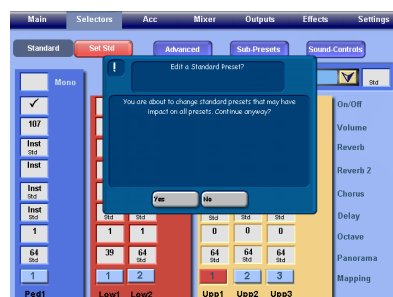 Main Selectors Acc Mixer Outputs Effects Settings
Standard Set Std Advanced Sub-Presets Sound-Controls
! Edit a Standard Preset?
Mono Std
You are about to change standard presets that may have
impact on all presets. Continue anyway?
On/Off
107 Volume
Inst Std Reverb
Inst Reverb 2
Inst Std Chorus
Yes No
Inst Std Std Std Std Std Std Delay
1 1 1 0 0 0 Octave
64 Std 39 64 Std 64 Std 64 Std 64 Std Panorama
1 1 2 1 2 3 Mapping
Ped1 Low1 Low2 Upp1 Upp2 Upp3